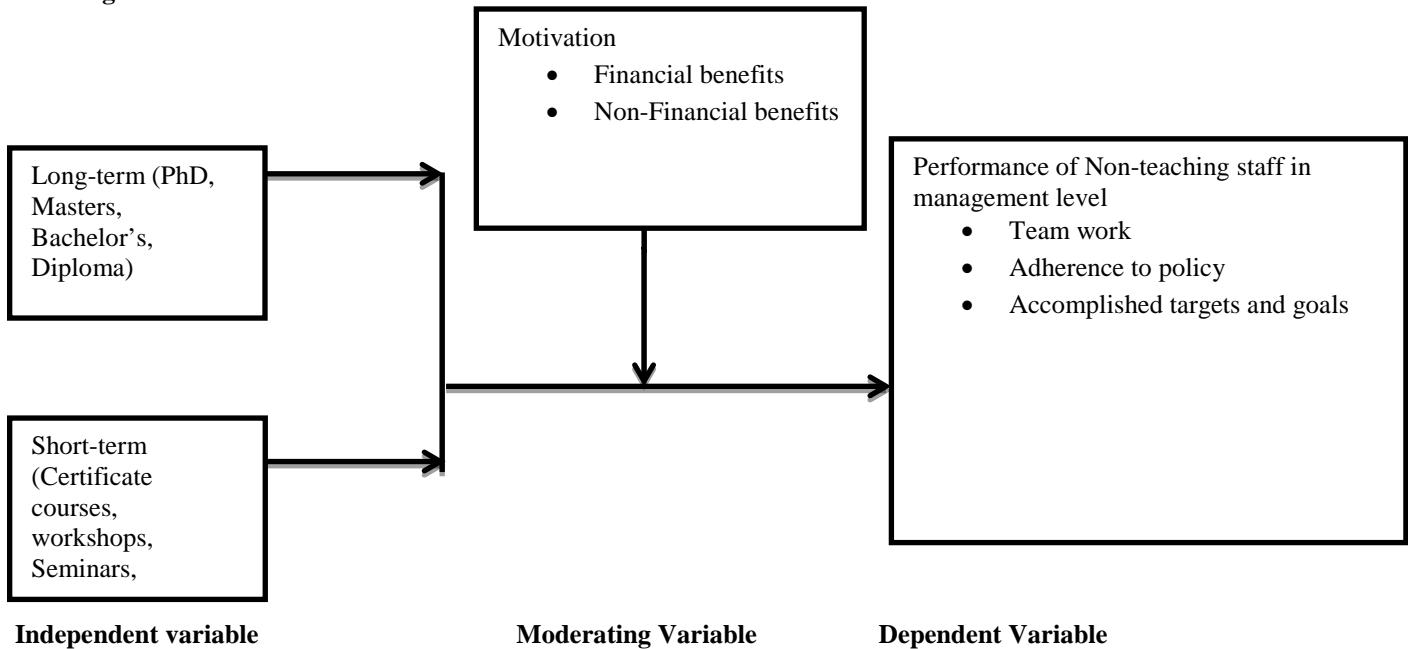 Motivation
• Financial benefits
• Non-Financial benefits
Long-term (PhD,
Masters,
Bachelor’s,
Diploma)
Performance of Non-teaching staff in
management level
• Team work
• Adherence to policy
• Accomplished targets and goals
Short-term
(Certificate
courses,
workshops,
Seminars,
Independent variable Moderating Variable Dependent Variable